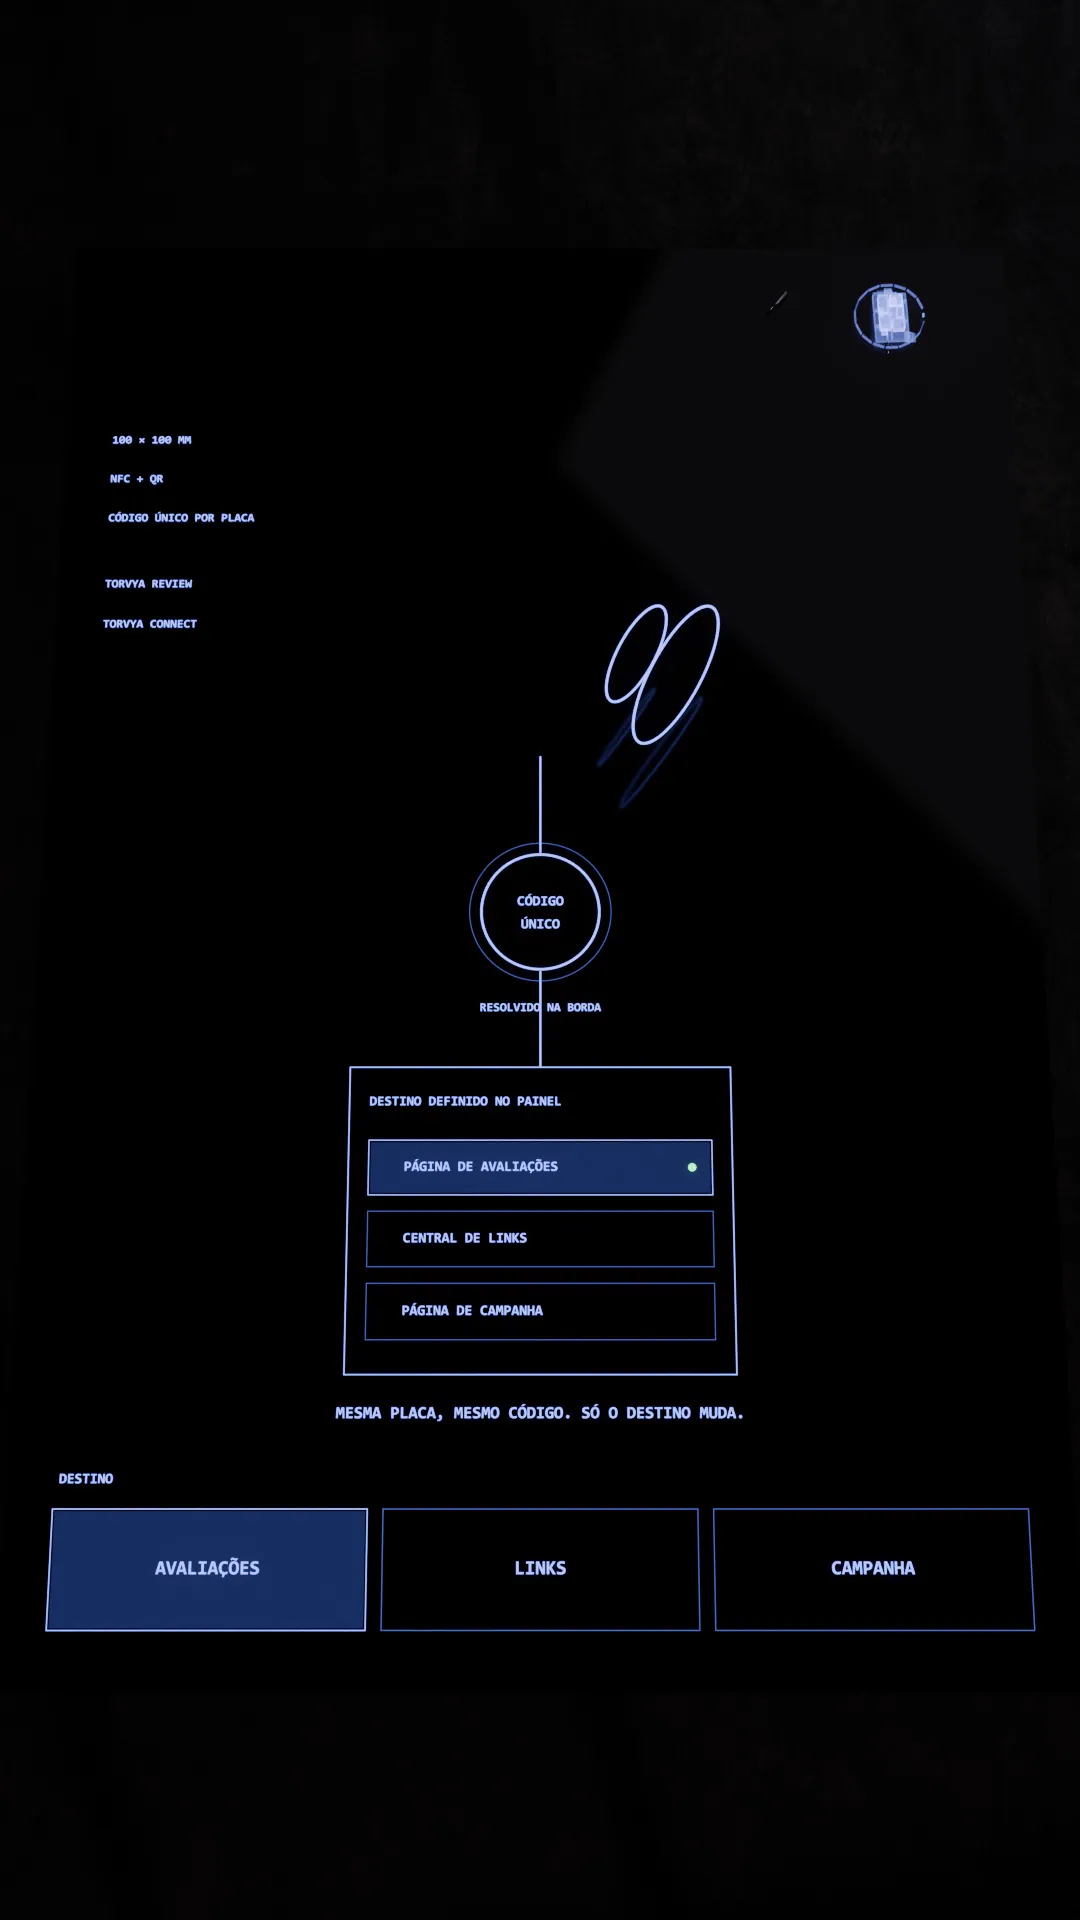 100 × 100 MM
NFC + QR
CÓDIGO ÚNICO POR PLACA
TORVYA REVIEW
TORVYA CONNECT
CÓDIGO
ÚNICO
RESOLVIDO NA BORDA
DESTINO DEFINIDO NO PAINEL
PÁGINA DE AVALIAÇÕES
CENTRAL DE LINKS
PÁGINA DE CAMPANHA
MESMA PLACA, MESMO CÓDIGO. SÓ O DESTINO MUDA.
DESTINO
AVALIAÇÕES
LINKS
CAMPANHA